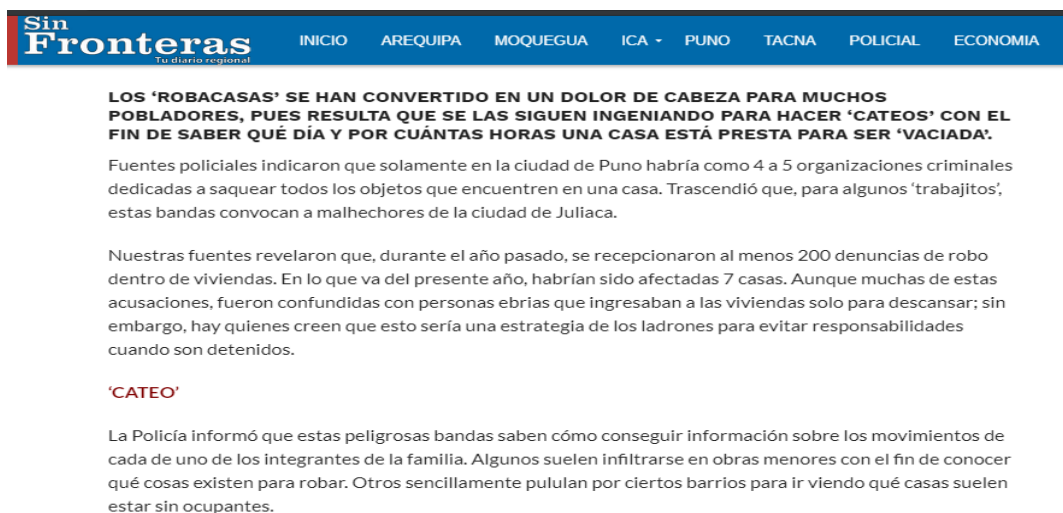 Sin
Fronteras
Tu diario regional
INICIO AREQUIPA MOQUEGUA ICA PUNO TACNA POLICIAL ECONOMIA
LOS ‘ROBACASAS’ SE HAN CONVERTIDO EN UN DOLOR DE CABEZA PARA MUCHOS
POBLADORES, PUES RESULTA QUE SE LAS SIGUEN INGENIANDO PARA HACER ‘CATEOS’ CON EL
FIN DE SABER QUÉ DÍA Y POR CUÁNTAS HORAS UNA CASA ESTÁ PRESTA PARA SER ‘VACIADA’.
Fuentes policiales indicaron que solamente en la ciudad de Puno habría como 4 a 5 organizaciones criminales
dedicadas a saquear todos los objetos que encuentren en una casa. Trascendió que, para algunos ‘trabajitos’,
estas bandas convocan a malhechores de la ciudad de Juliaca.
Nuestras fuentes revelaron que, durante el año pasado, se recepcionaron al menos 200 denuncias de robo
dentro de viviendas. En lo que va del presente año, habrían sido afectadas 7 casas. Aunque muchas de estas
acusaciones, fueron confundidas con personas ebrias que ingresaban a las viviendas solo para descansar; sin
embargo, hay quienes creen que esto sería una estrategia de los ladrones para evitar responsabilidades
cuando son detenidos.
‘CATEO’
La Policía informó que estas peligrosas bandas saben cómo conseguir información sobre los movimientos de
cada de uno de los integrantes de la familia. Algunos suelen infiltrarse en obras menores con el fin de conocer
qué cosas existen para robar. Otros sencillamente pululan por ciertos barrios para ir viendo qué casas suelen
estar sin ocupantes.